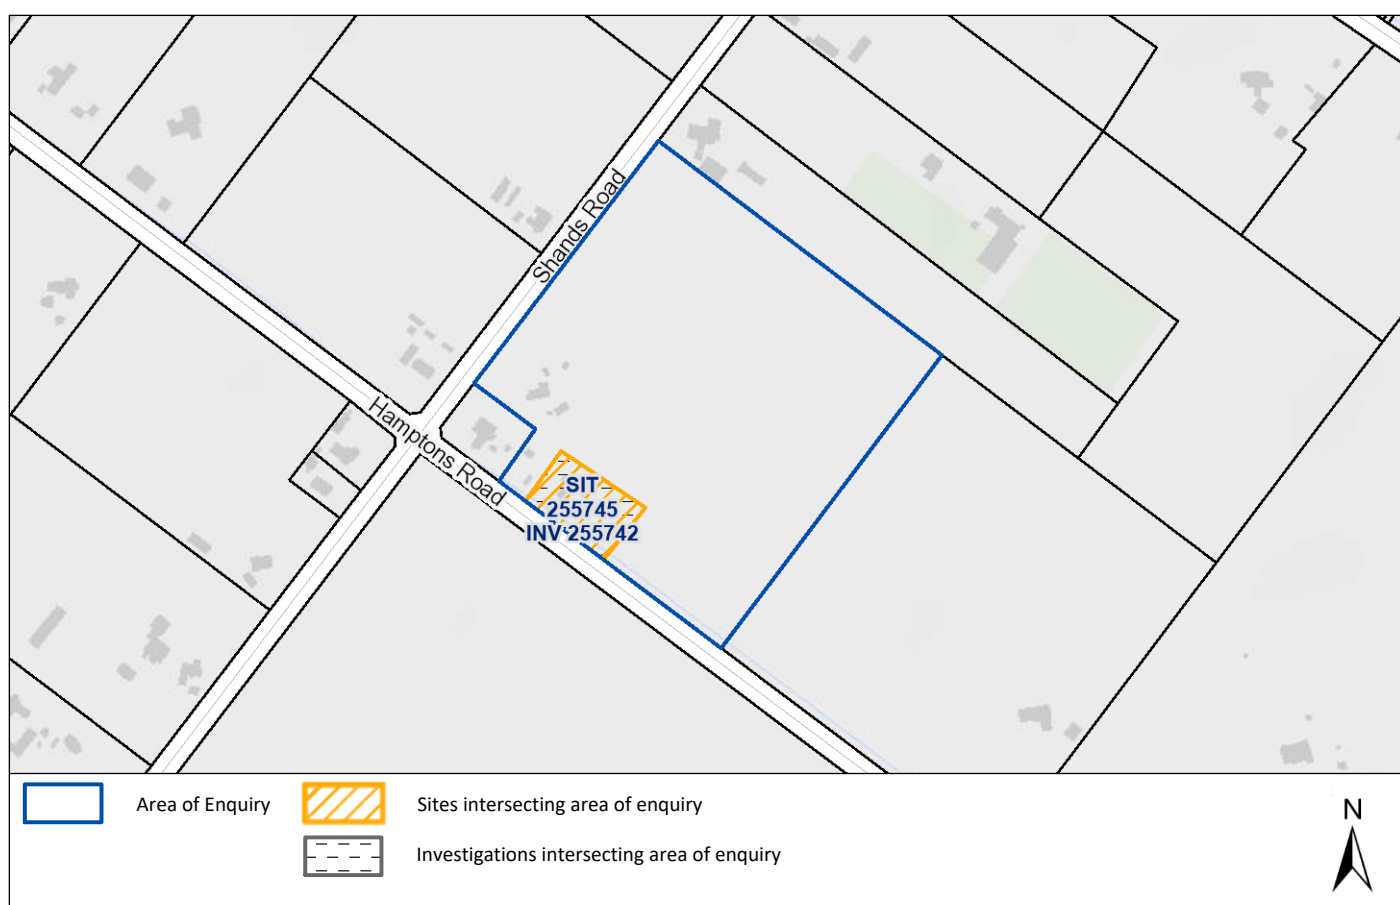 Shands Road
Hamptons Road
SIT
255745
INV 255742
Area of Enquiry
Sites intersecting area of enquiry
Investigations intersecting area of enquiry
N